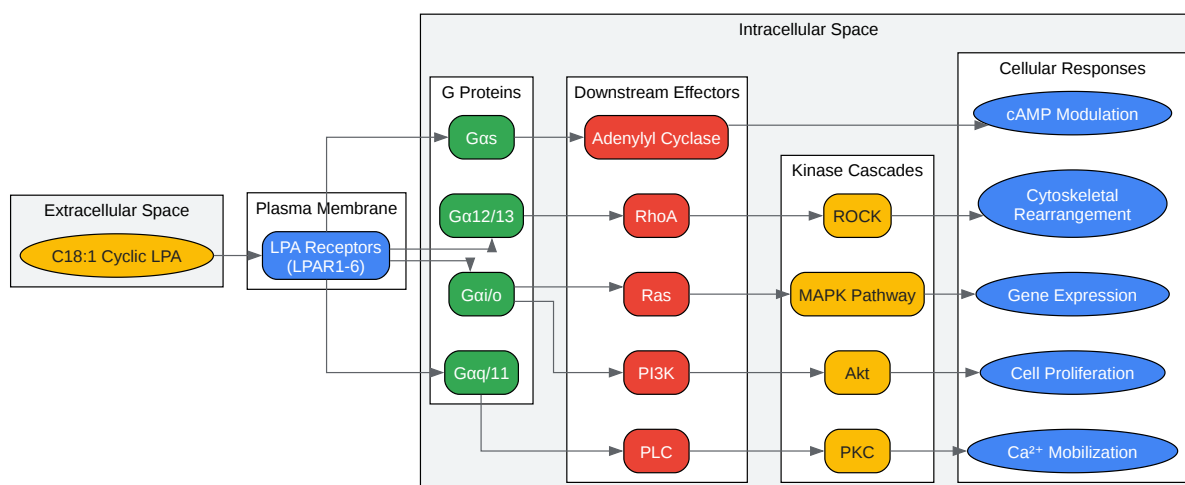 Intracellular Space
Cellular Responses
G Proteins
Downstream Effectors
cAMP Modulation
Gαs
Adenylyl Cyclase
Kinase Cascades
Extracellular Space
Plasma Membrane
Gα12/13
RhoA
ROCK
Cytoskeletal
Rearrangement
C18:1 Cyclic LPA
LPA Receptors
(LPAR1-6)
Gαi/o
Ras
MAPK Pathway
Gene Expression
Gαq/11
PI3K
Akt
Cell Proliferation
PLC
PKC
Ca²⁺ Mobilization